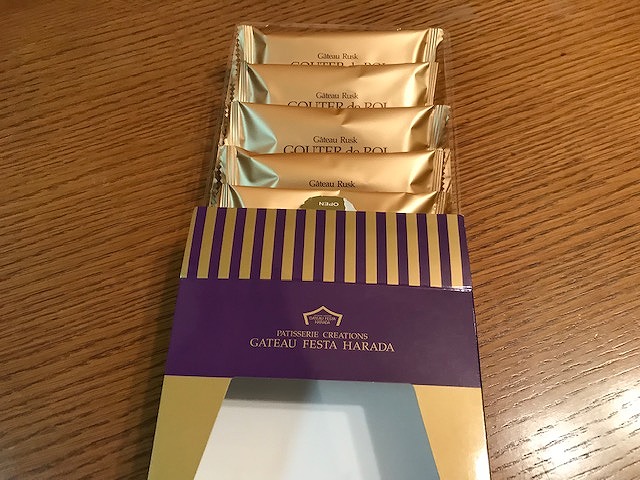 Gâteau Rusk
GOUTER de ROI
Gâteau Rusk
GOUTER de ROI
Gâteau Rusk
GOUTER de ROI
Gâteau Rusk
OPEN
GATEAU FESTA
HARADA
PATISSERIE CREATIONS
GATEAU FESTA HARADA